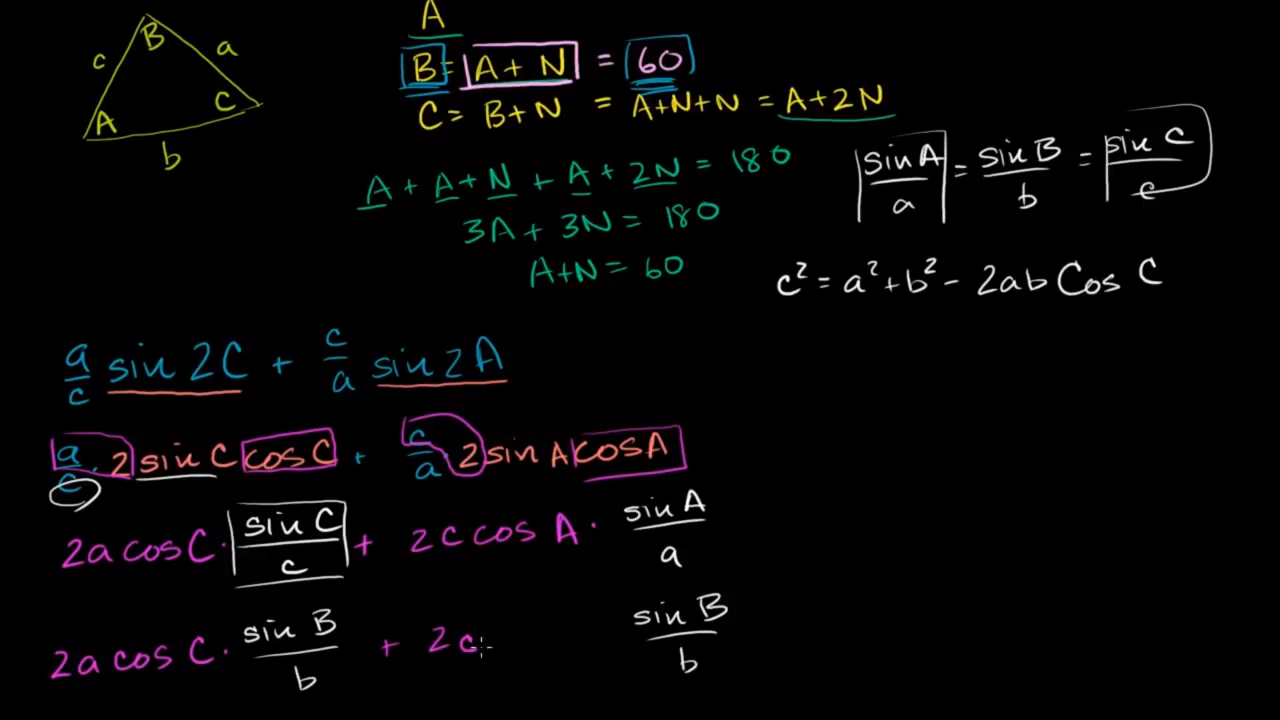 B
c
a
A
C
b
A
B = A + N = 60
C = B+N = A+N+N = A+2N
A + A + N + A + 2N = 180
3A + 3N = 180
A+N = 60
sin A / a = sin B / b = sin C / c
c² = a² + b² - 2ab Cos C
a/c sin 2C + c/a sin 2A
a/c · 2 sin C cos C + c/a · 2 sin A cos A
2a cos C · sin C / c + 2c cos A · sin A / a
2a cos C · sin B / b + 2c sin B / b